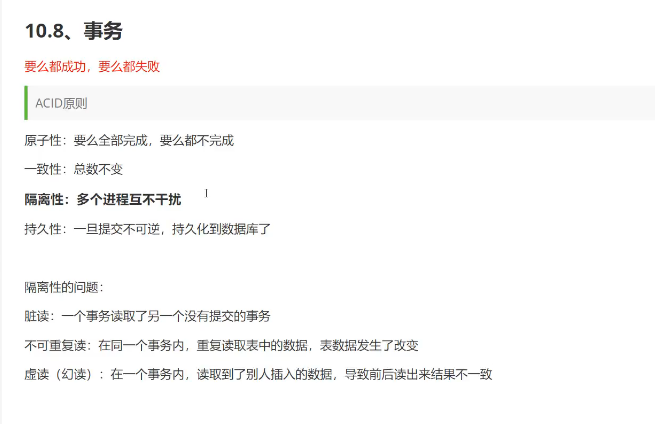 10.8、事务
要么都成功，要么都失败
ACID原则
原子性：要么全部完成，要么都不完成
一致性：总数不变
隔离性：多个进程互不干扰
持久性：一旦提交不可逆，持久化到数据库了
隔离性的问题：
脏读：一个事务读取了另一个没有提交的事务
不可重复读：在同一个事务内，重复读取表中的数据，表数据发生了改变
虚读（幻读）：在一个事务内，读取到了别人插入的数据，导致前后读出来结果不一致